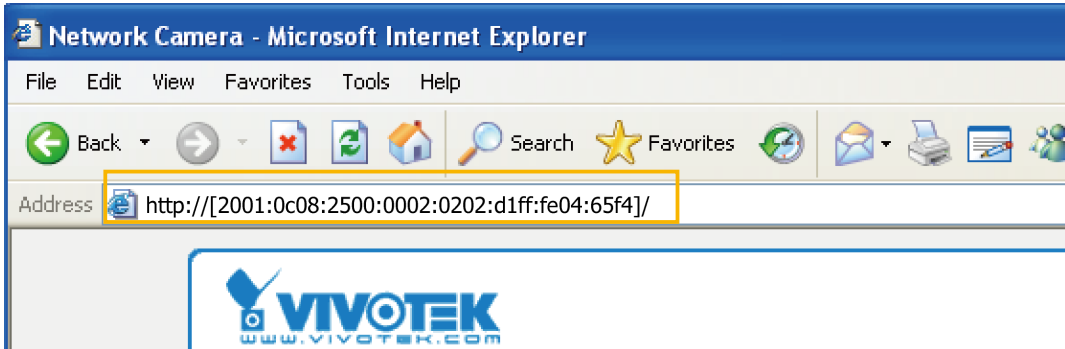 Network Camera - Microsoft Internet Explorer
File Edit View Favorites Tools Help
Back Search Favorites
Address http://[2001:0c08:2500:0002:0202:d1ff:fe04:65f4]/
VIVOTEK
www.vivotek.com